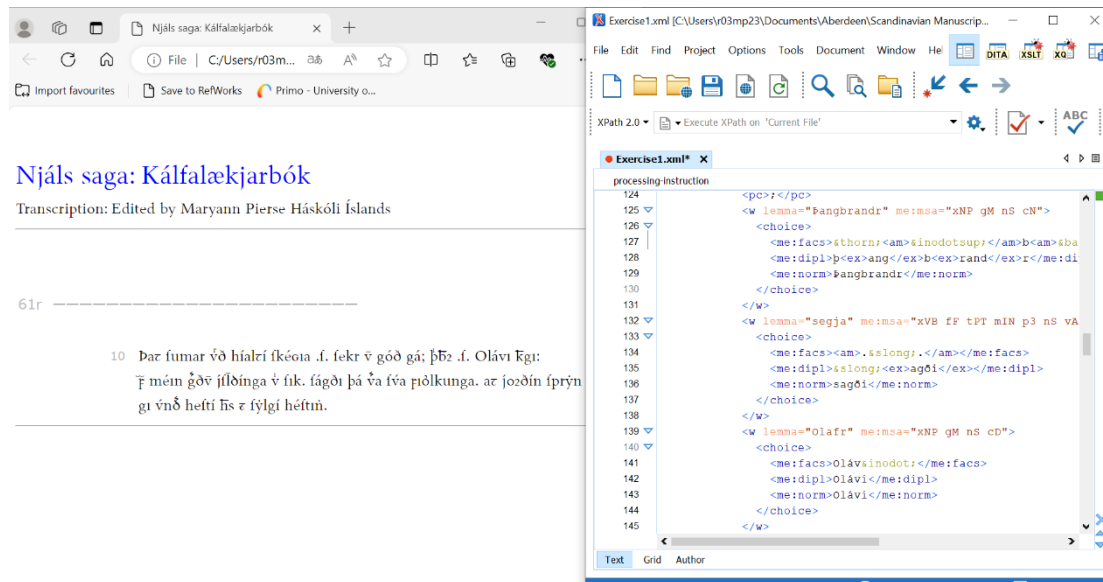 Njáls saga: Kálfalækjarbók
File
C:/Users/r03m...
Import favourites
Save to RefWorks
Primo - University o...
Njáls saga: Kálfalækjarbók
Transcription: Edited by Maryann Pierse Háskóli Íslands
61r
10
gi: 
Exercise1.xml [C:\Users\r03mp23\Documents\Aberdeen\Scandinavian Manuscrip...
File Edit Find Project Options Tools Document Window Hel
DITA XSLT XQ
XPath 2.0 Execute XPath on 'Current File'
ABC
Exercise1.xml*
processing-instruction
124 <pc>;</pc>
125 <w lemma="Þangbrandr" me:msa="xNP gM nS cN">
126 <choice>
127 <me:facs>&thorn;<am>&inodotsup;</am>b<am>&ba
128 <me:dipl>þ<ex>ang</ex>b<ex>rand</ex>r</me:di
129 <me:norm>Þangbrandr</me:norm>
130 </choice>
131 </w>
132 <w lemma="segja" me:msa="xVB fF tPT mIN p3 nS vA
133 <choice>
134 <me:facs><am>.&slong;.</am></me:facs>
135 <me:dipl>&slong;<ex>agði</ex></me:dipl>
136 <me:norm>sagði</me:norm>
137 </choice>
138 </w>
139 <w lemma="Olafr" me:msa="xNP gM nS cD">
140 <choice>
141 <me:facs>Oláv&inodot;</me:facs>
142 <me:dipl>Olávi</me:dipl>
143 <me:norm>Olávi</me:norm>
144 </choice>
145 </w>
Text Grid Author